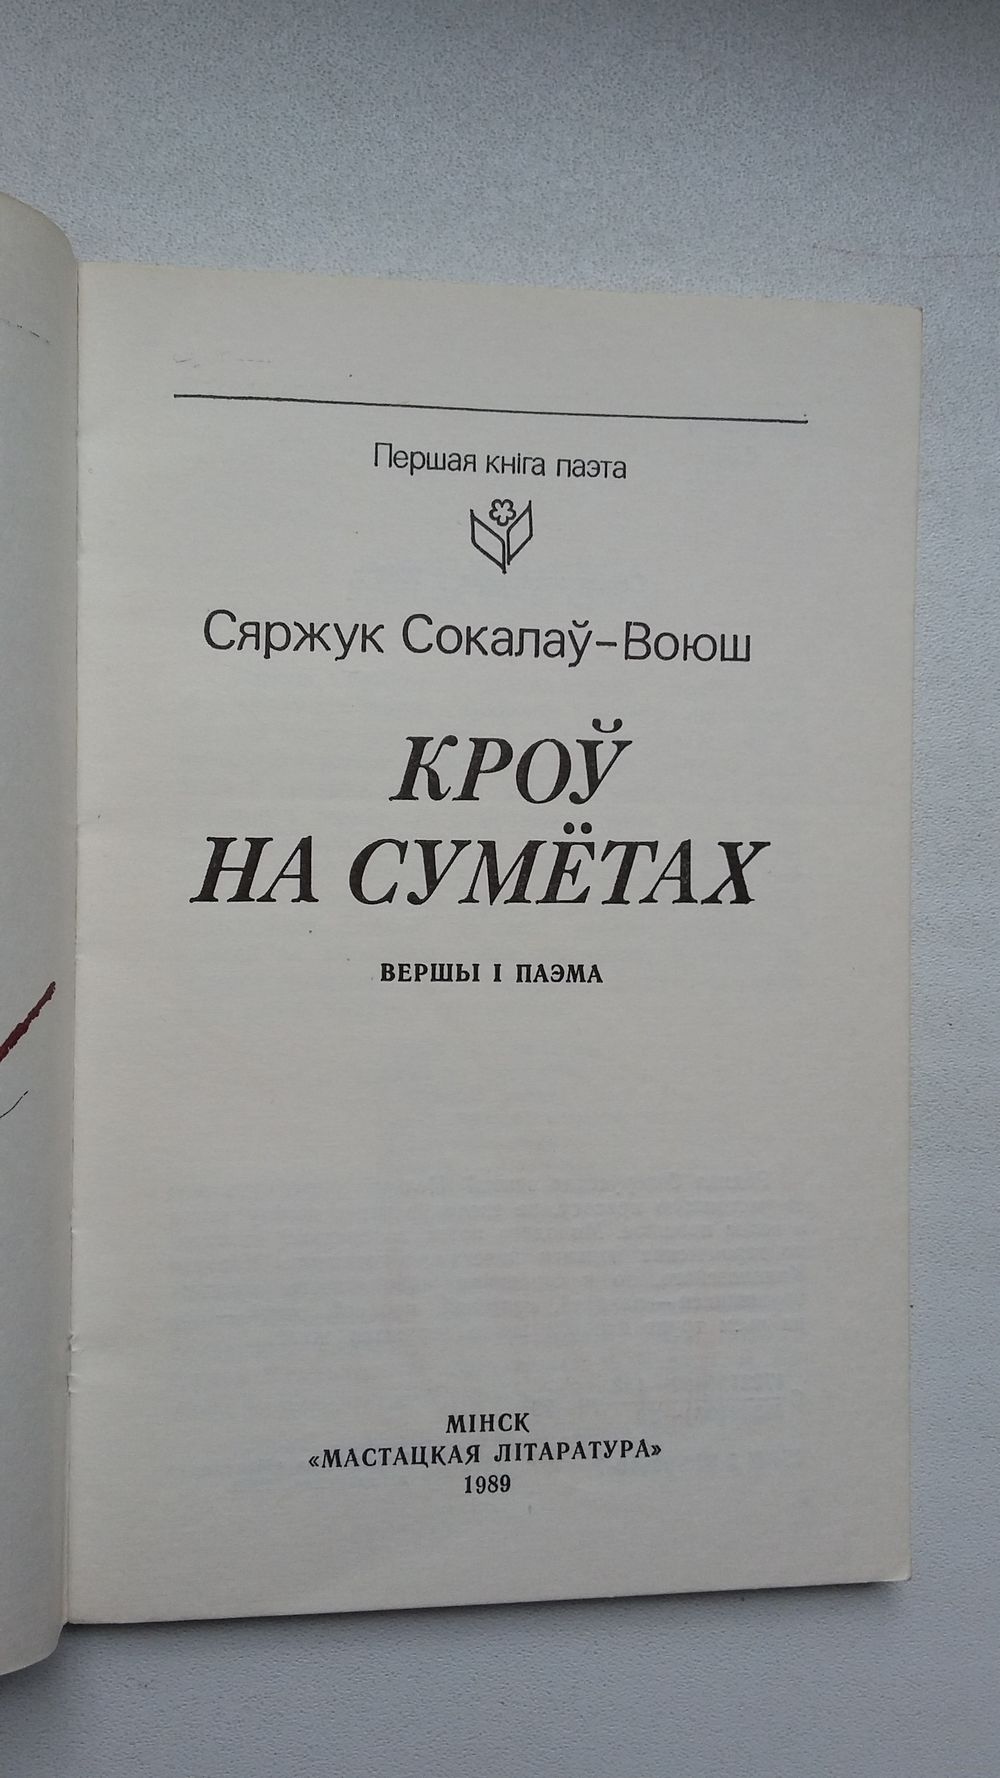 Першая кніга паэта
Сяржук Сокалаў–Воюш
КРОЎ
НА СУМЁТАХ
ВЕРШЫ І ПАЭМА
МІНСК
«МАСТАЦКАЯ ЛІТАРАТУРА»
1989